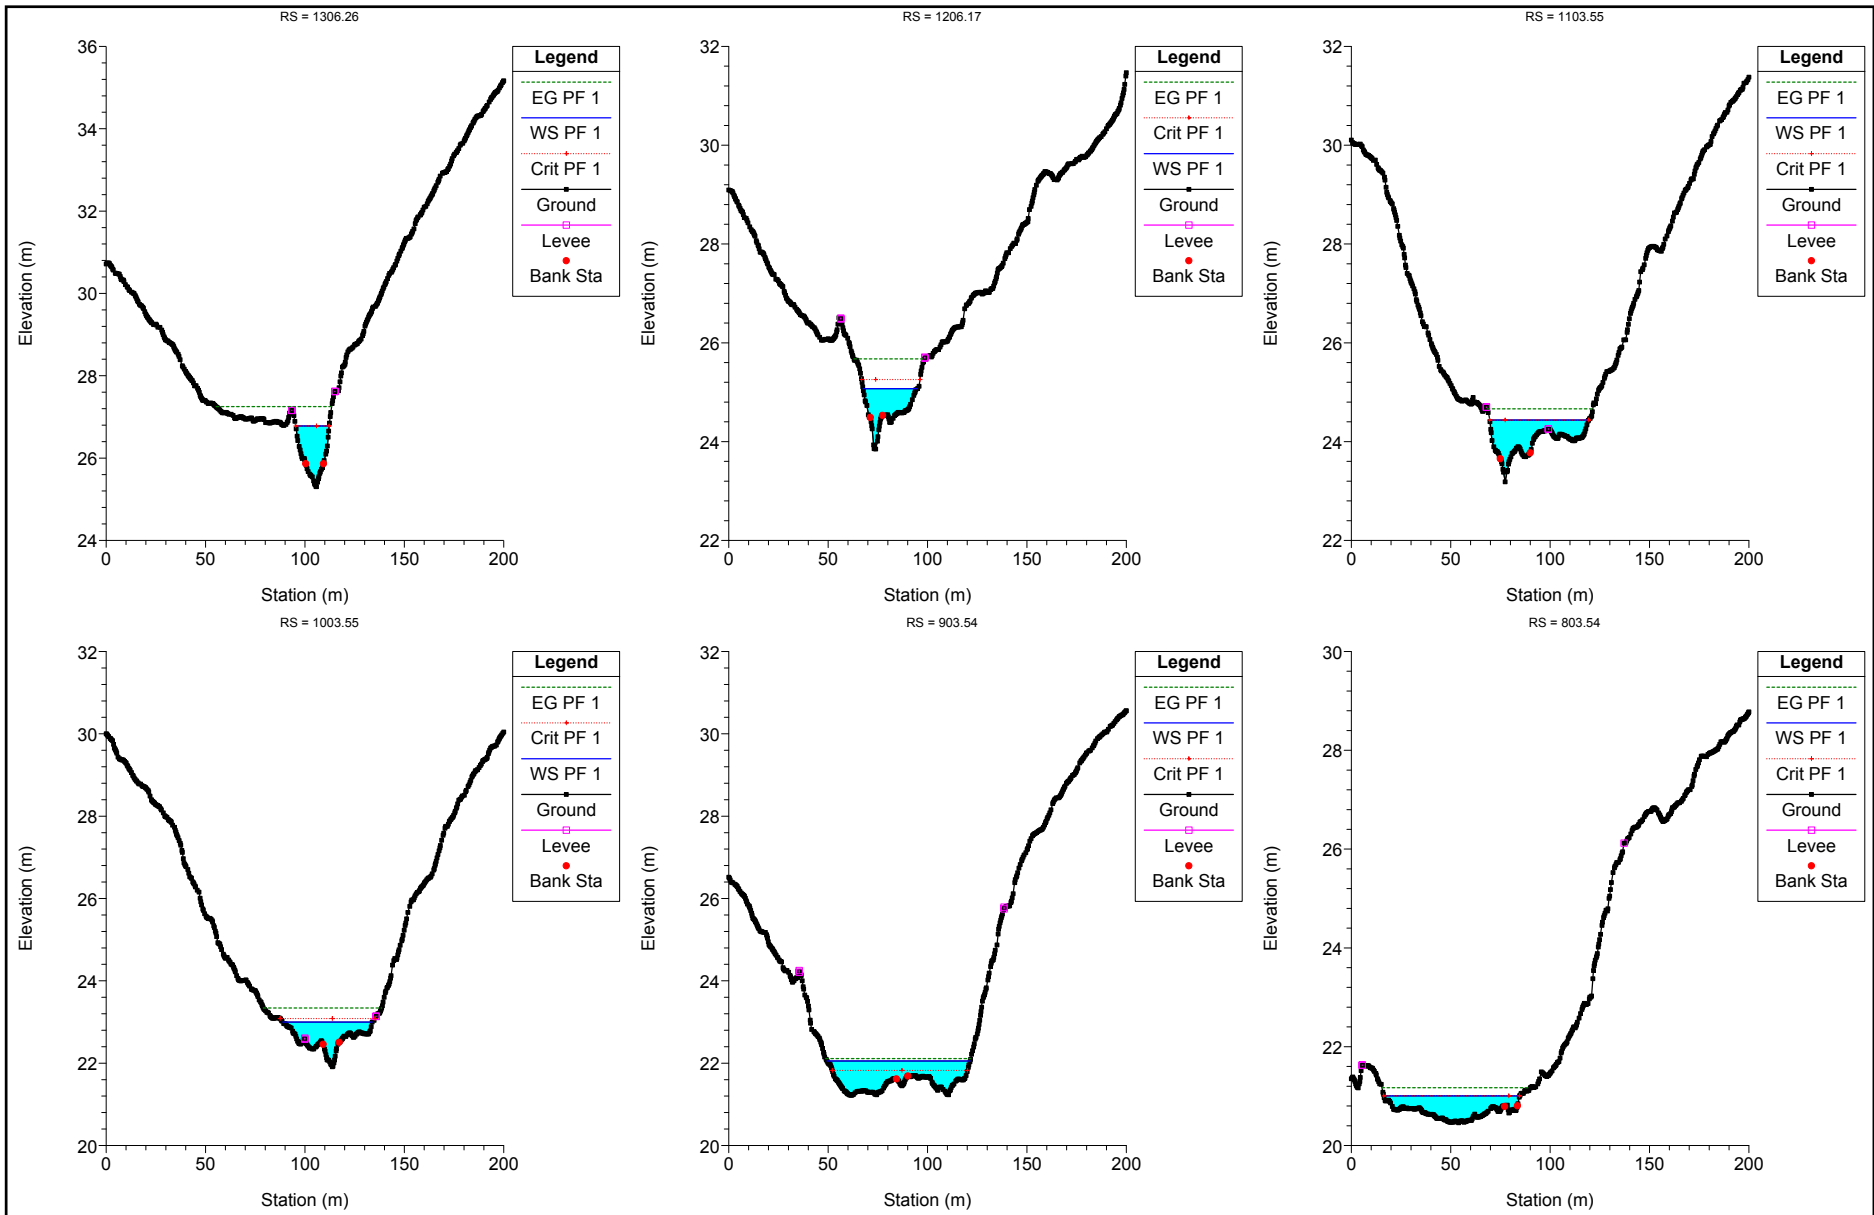 RS = 1306.26
36
34
32
30
28
26
24
0
50
100
150
200
Elevation (m)
Station (m)
Legend
EG PF 1
WS PF 1
Crit PF 1
Ground
Levee
Bank Sta
RS = 1206.17
32
30
28
26
24
22
0
50
100
150
200
Elevation (m)
Station (m)
Legend
EG PF 1
Crit PF 1
WS PF 1
Ground
Levee
Bank Sta
RS = 1103.55
32
30
28
26
24
22
0
50
100
150
200
Elevation (m)
Station (m)
Legend
EG PF 1
WS PF 1
Crit PF 1
Ground
Levee
Bank Sta
RS = 1003.55
32
30
28
26
24
22
20
0
50
100
150
200
Elevation (m)
Station (m)
Legend
EG PF 1
Crit PF 1
WS PF 1
Ground
Levee
Bank Sta
RS = 903.54
32
30
28
26
24
22
20
0
50
100
150
200
Elevation (m)
Station (m)
Legend
EG PF 1
WS PF 1
Crit PF 1
Ground
Levee
Bank Sta
RS = 803.54
30
28
26
24
22
20
0
50
100
150
200
Elevation (m)
Station (m)
Legend
EG PF 1
WS PF 1
Crit PF 1
Ground
Levee
Bank Sta